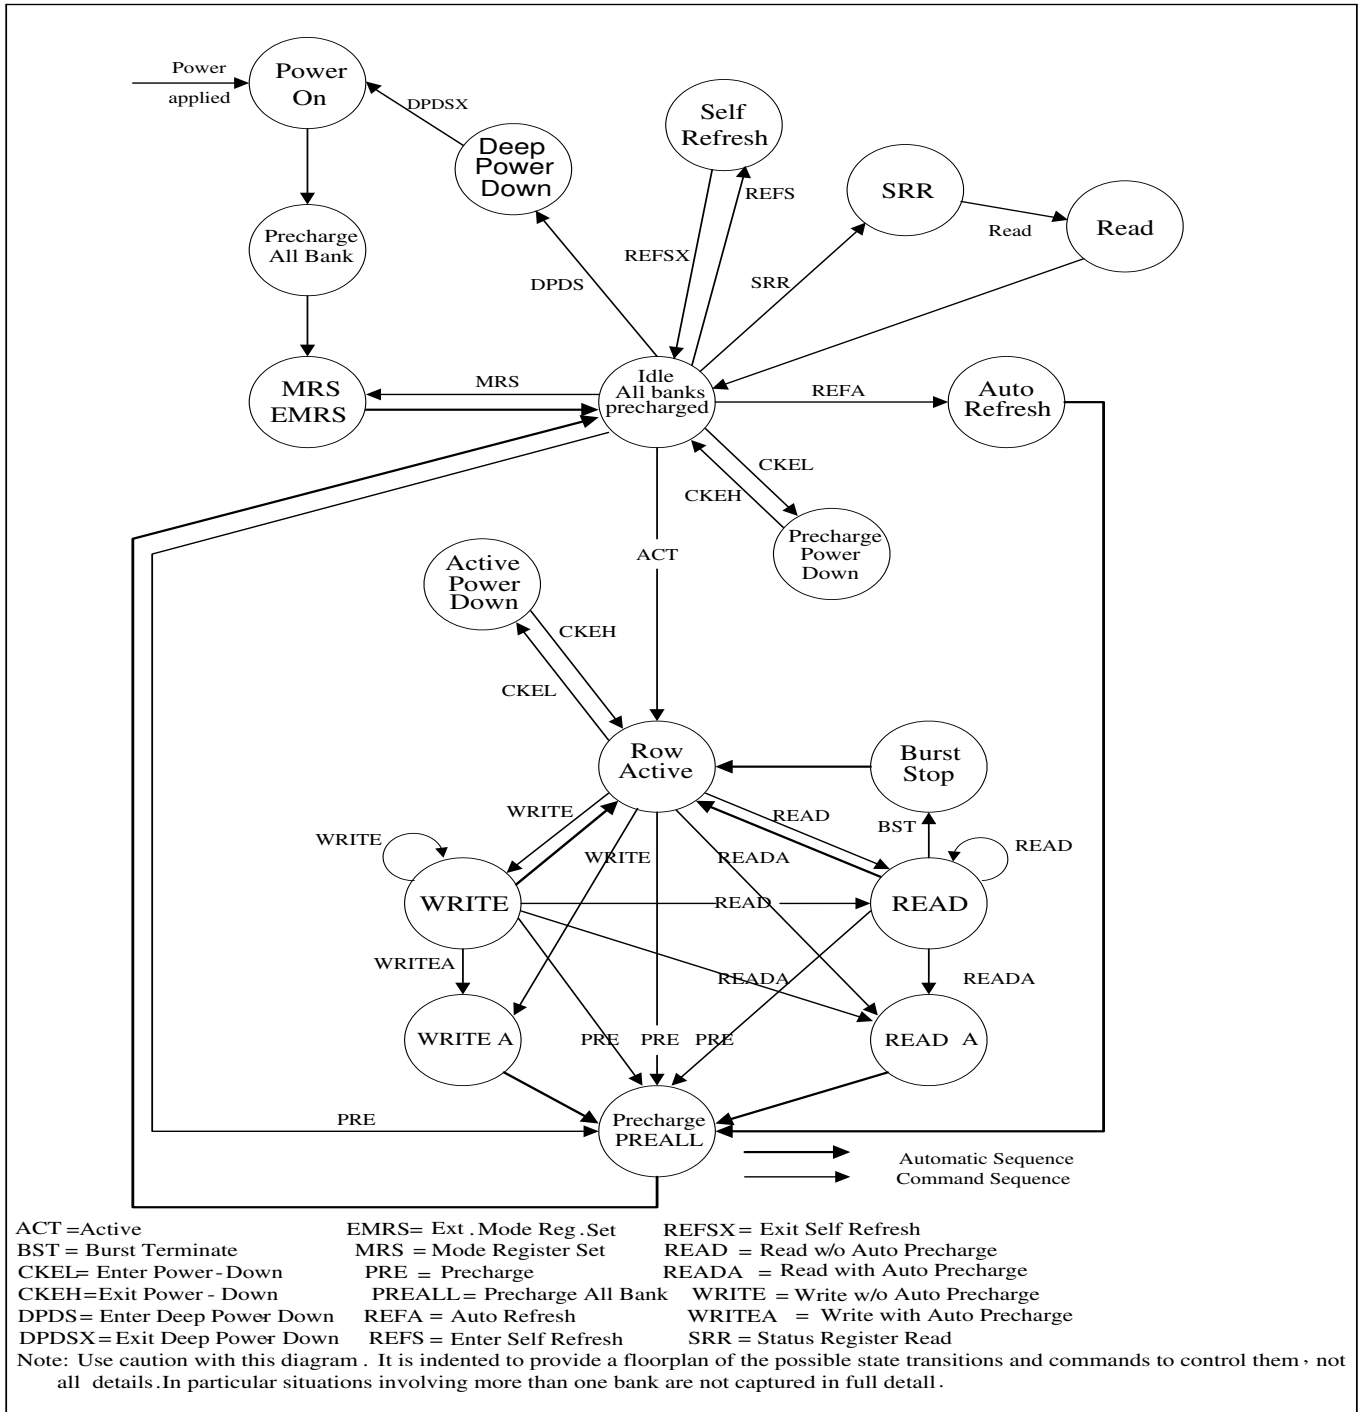 Power
applied
Power
On
DPDSX
Deep
Power
Down
Self
Refresh
REFS
SRR
Read
Read
Precharge
All Bank
REFSX
DPDS
SRR
MRS
EMRS
MRS
Idle
All banks
precharged
REFA
Auto
Refresh
CKEL
CKEH
Precharge
Power
Down
ACT
Active
Power
Down
CKEH
CKEL
Row
Active
Burst
Stop
WRITE
READ
BST
WRITE
WRITE
READA
READ
WRITE
READ
READ
WRITEA
READA
READA
WRITE A
PRE
PRE
PRE
READ A
PRE
Precharge
PREALL
Automatic Sequence
Command Sequence
ACT =Active EMRS= Ext . Mode Reg .Set REFSX = Exit Self Refresh
BST = Burst Terminate MRS = Mode Register Set READ = Read w/o Auto Precharge
CKEL= Enter Power - Down PRE = Precharge READA = Read with Auto Precharge
CKEH=Exit Power - Down PREALL = Precharge All Bank WRITE = Write w/o Auto Precharge
DPDS = Enter Deep Power Down REFA = Auto Refresh WRITEA = Write with Auto Precharge
DPDSX= Exit Deep Power Down REFS = Enter Self Refresh SRR = Status Register Read
Note: Use caution with this diagram . It is indented to provide a floorplan of the possible state transitions and commands to control them , not
all details .In particular situations involving more than one bank are not captured in full detall .